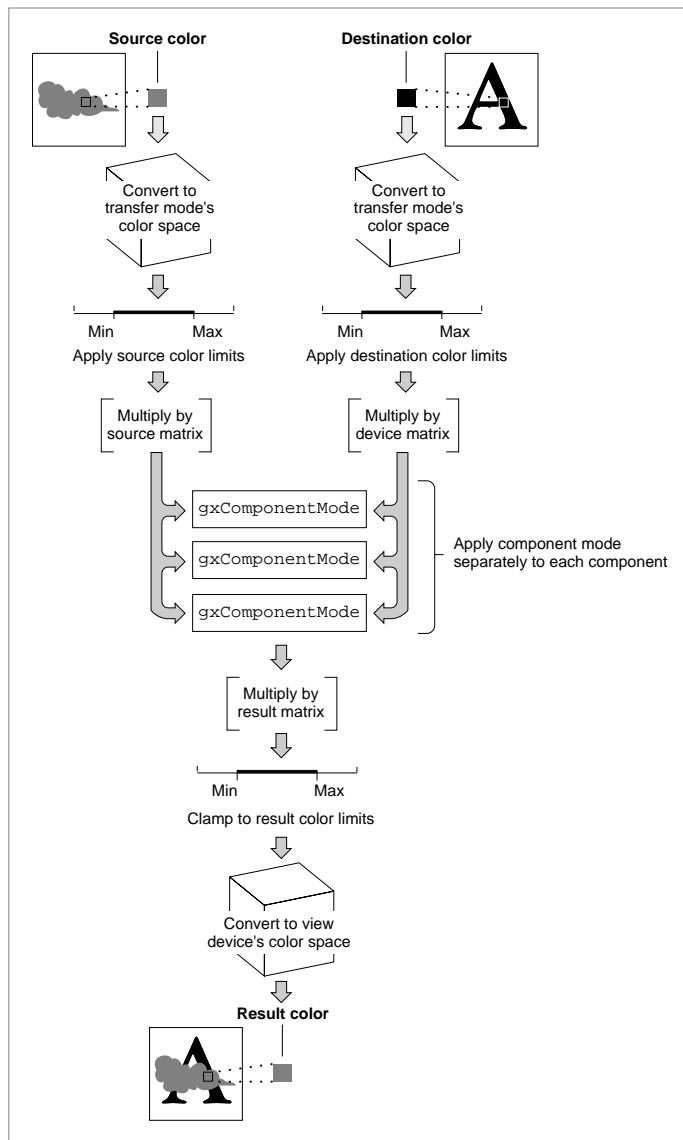 Source color
Destination color
A
Convert to
transfer mode's
color space
Convert to
transfer mode's
color space
Min Max
Apply source color limits
Min Max
Apply destination color limits
Multiply by
source matrix
Multiply by
device matrix
gxComponentMode
gxComponentMode
gxComponentMode
Apply component mode
separately to each component
Multiply by
result matrix
Min Max
Clamp to result color limits
Convert to view
device's color space
Result color
A